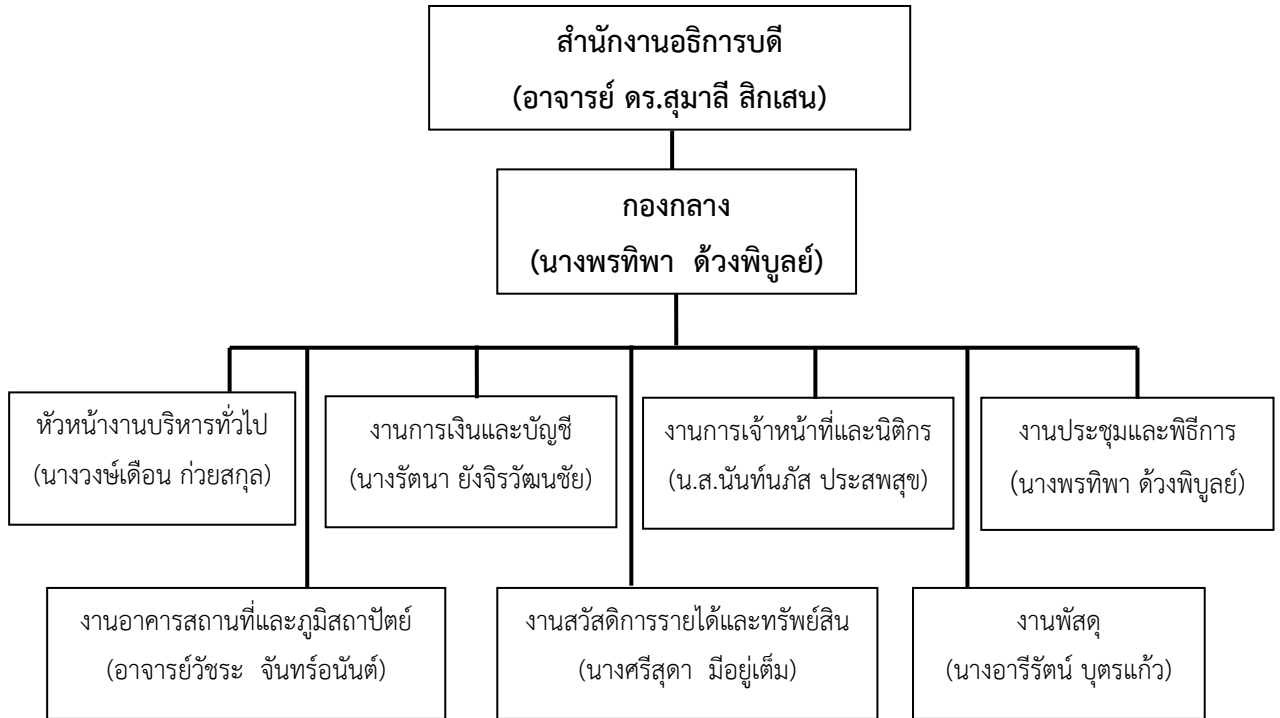 สำนักงานอธิการบดี
(อาจารย์ ดร.สุมาลี สิกเสน)
กองกลาง
(นางพรทิพา ด้วงพิบูลย์)
หัวหน้างานบริหารทั่วไป
(นางวงษ์เดือน ก่วยสกุล)
งานการเงินและบัญชี
(นางรัตนา ยังจิรวัฒนชัย)
งานการเจ้าหน้าที่และนิติกร
(น.ส.นันท์นภัส ประสพสุข)
งานประชุมและพิธีการ
(นางพรทิพา ด้วงพิบูลย์)
งานอาคารสถานที่และภูมิสถาปัตย์
(อาจารย์วัชระ จันทร์อนันต์)
งานสวัสดิการรายได้และทรัพย์สิน
(นางศรีสุดา มีอยู่เต็ม)
งานพัสดุ
(นางอารีรัตน์ บุตรแก้ว)